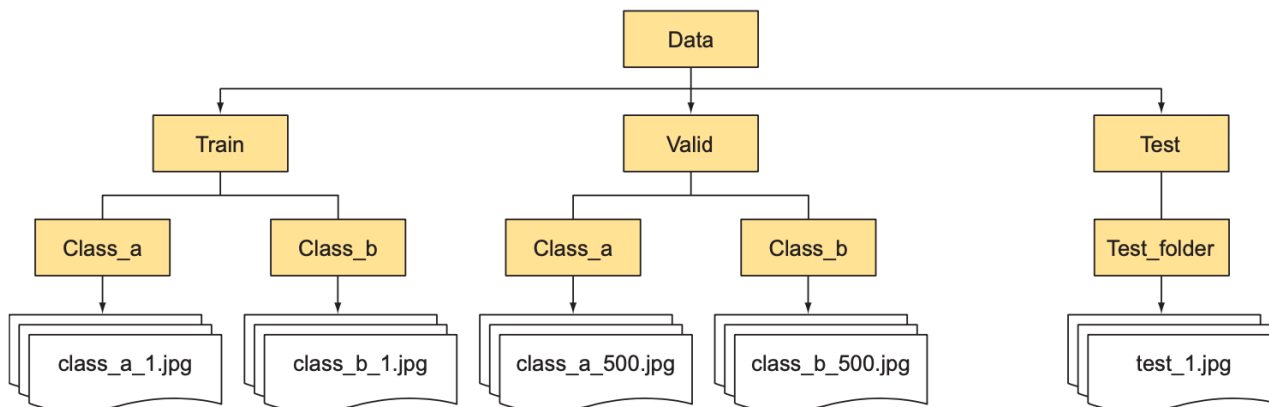 Data
Train
Valid
Test
Class_a
Class_b
Class_a
Class_b
Test_folder
class_a_1.jpg
class_b_1.jpg
class_a_500.jpg
class_b_500.jpg
test_1.jpg